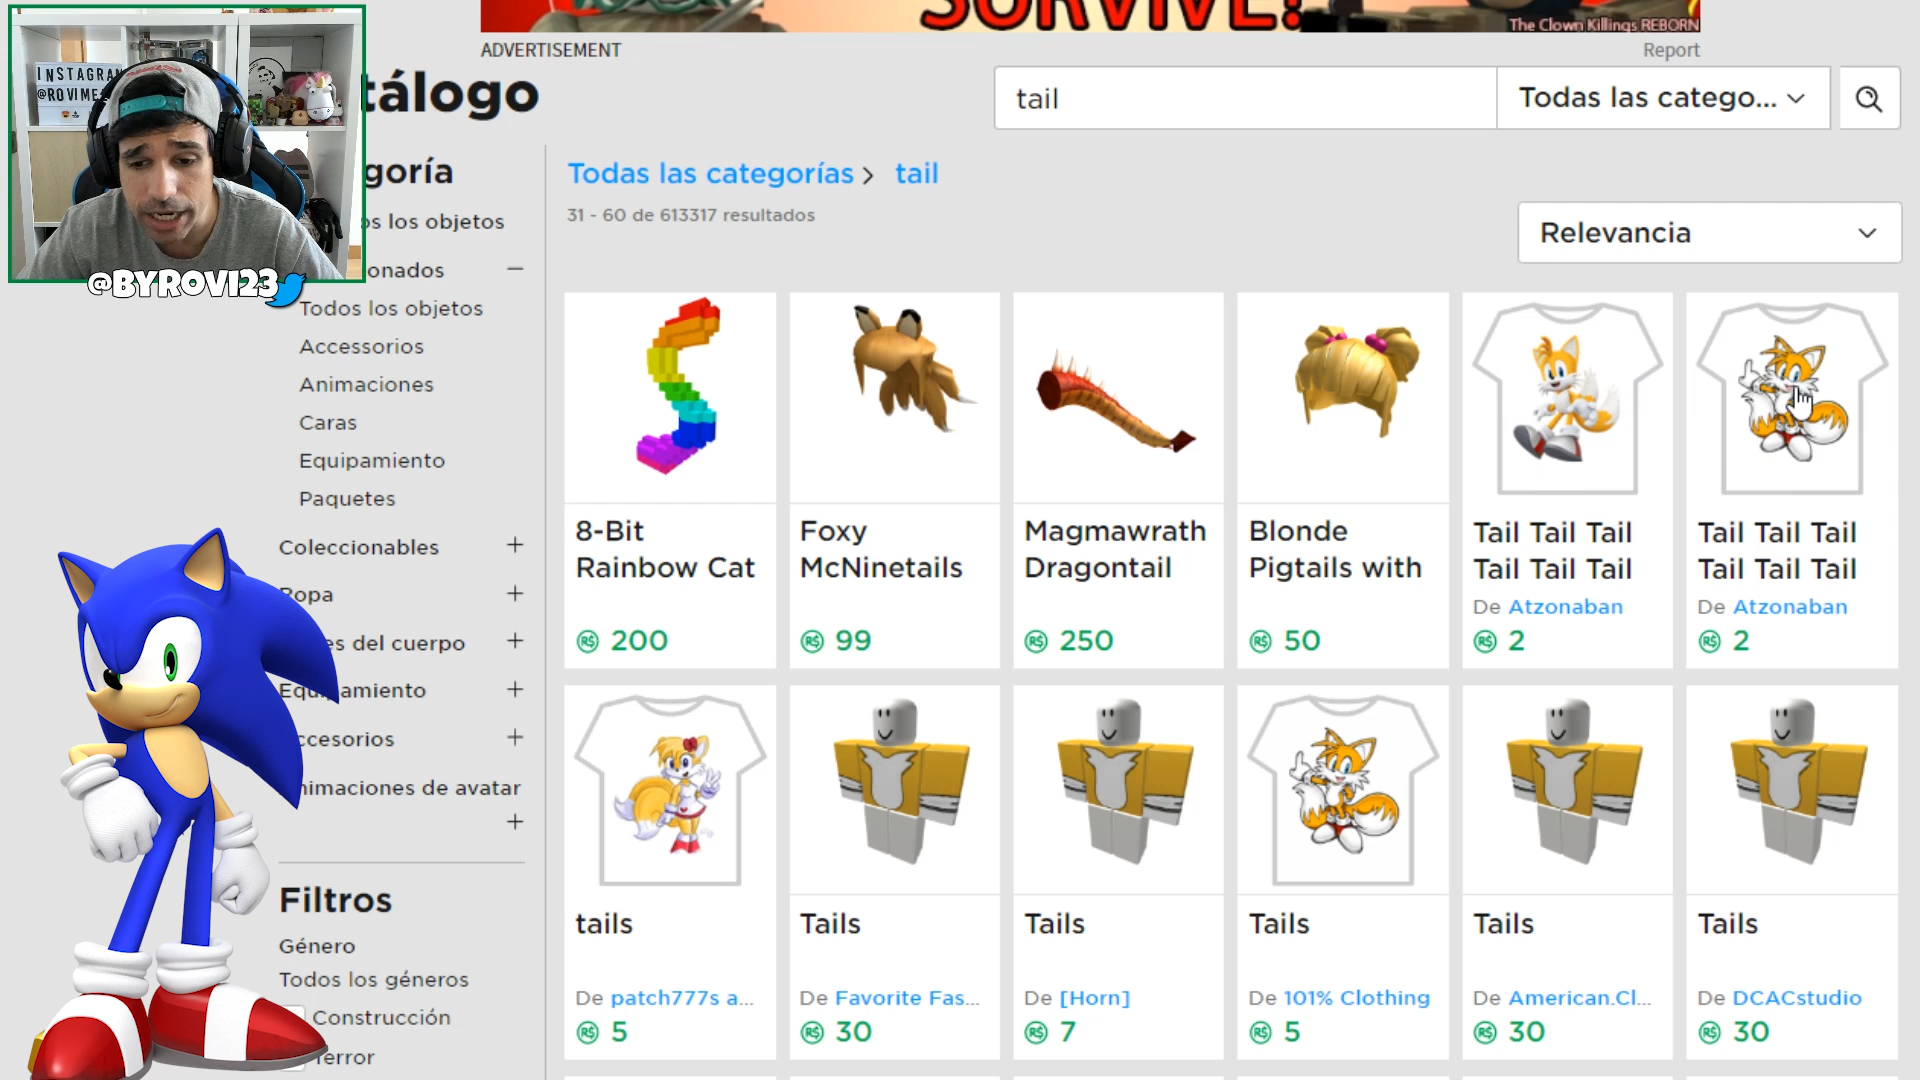 SURVIVE!
The Clown Killings REBORN
ADVERTISEMENT
Report
INSTAGRAM
@ROVIME
@BYROVI23
tálogo
tail
Todas las catego...
goría
os los objetos
onados
Todos los objetos
Accessorios
Animaciones
Caras
Equipamiento
Paquetes
Coleccionables
Ropa
es del cuerpo
Equipamiento
ccesorios
nimaciones de avatar
Filtros
Género
Todos los géneros
Construcción
Terror
Todas las categorías > tail
31 - 60 de 613317 resultados
Relevancia
8-Bit
Rainbow Cat
R$ 200
Foxy
McNinetails
R$ 99
Magmawrath
Dragontail
R$ 250
Blonde
Pigtails with
R$ 50
Tail Tail Tail
Tail Tail Tail
De Atzonaban
R$ 2
Tail Tail Tail
Tail Tail Tail
De Atzonaban
R$ 2
tails
De patch777s a...
R$ 5
Tails
De Favorite Fas...
R$ 30
Tails
De [Horn]
R$ 7
Tails
De 101% Clothing
R$ 5
Tails
De American.Cl...
R$ 30
Tails
De DCACstudio
R$ 30